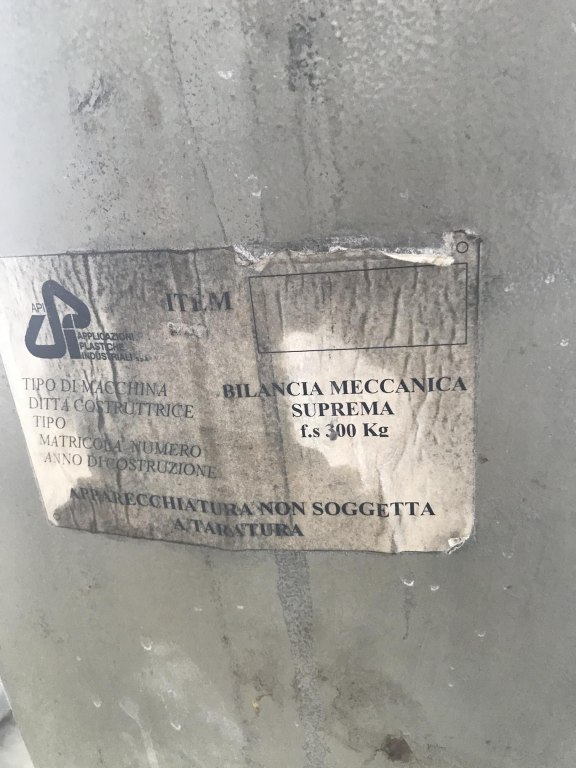 API
ITEM
APPLICAZIONI
PLASTICHE
INDUSTRIALI
TIPO DI MACCHINA BILANCIA MECCANICA
DITTA COSTRUTTRICE SUPREMA
TIPO f.s 300 Kg
MATRICOLA NUMERO
ANNO DI COSTRUZIONE
APPARECCHIATURA NON SOGGETTA
A TARATURA